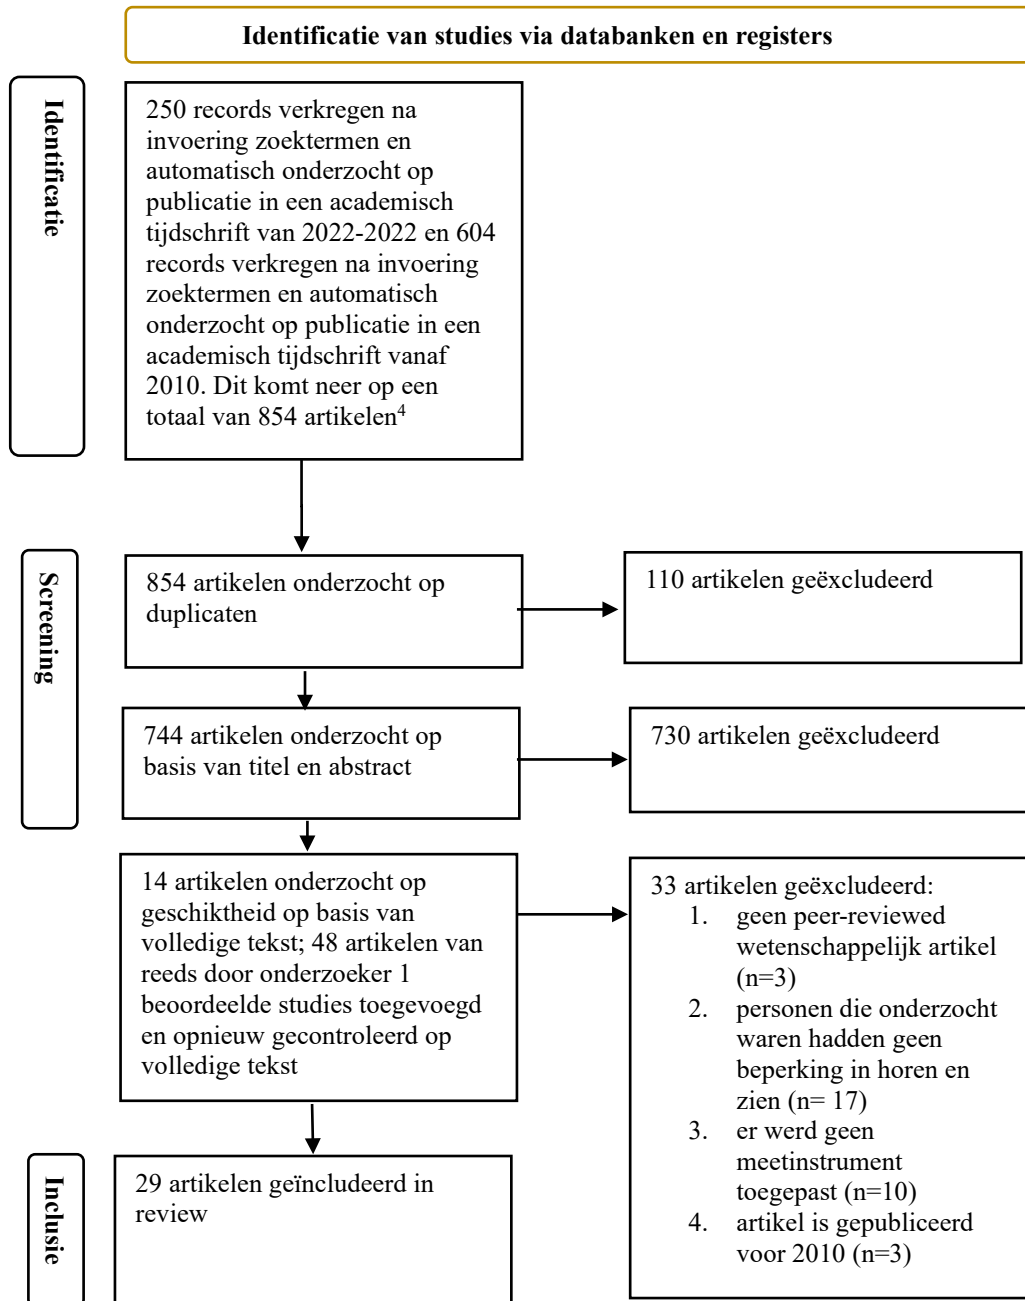 Identificatie van studies via databanken en registers
Identificatie
250 records verkregen na
invoering zoektermen en
automatisch onderzocht op
publicatie in een academisch
tijdschrift van 2022-2022 en 604
records verkregen na invoering
zoektermen en automatisch
onderzocht op publicatie in een
academisch tijdschrift vanaf
2010. Dit komt neer op een
totaal van 854 artikelen⁴
Screening
854 artikelen onderzocht op
duplicaten
110 artikelen geëxcludeerd
744 artikelen onderzocht op
basis van titel en abstract
730 artikelen geëxcludeerd
14 artikelen onderzocht op
geschiktheid op basis van
volledige tekst; 48 artikelen van
reeds door onderzoeker 1
beoordeelde studies toegevoegd
en opnieuw gecontroleerd op
volledige tekst
33 artikelen geëxcludeerd:
1. geen peer-reviewed
wetenschappelijk artikel
(n=3)
2. personen die onderzocht
waren hadden geen
beperking in horen en
zien (n= 17)
3. er werd geen
meetinstrument
toegepast (n=10)
4. artikel is gepubliceerd
voor 2010 (n=3)
Inclusie
29 artikelen geïncludeerd in
review